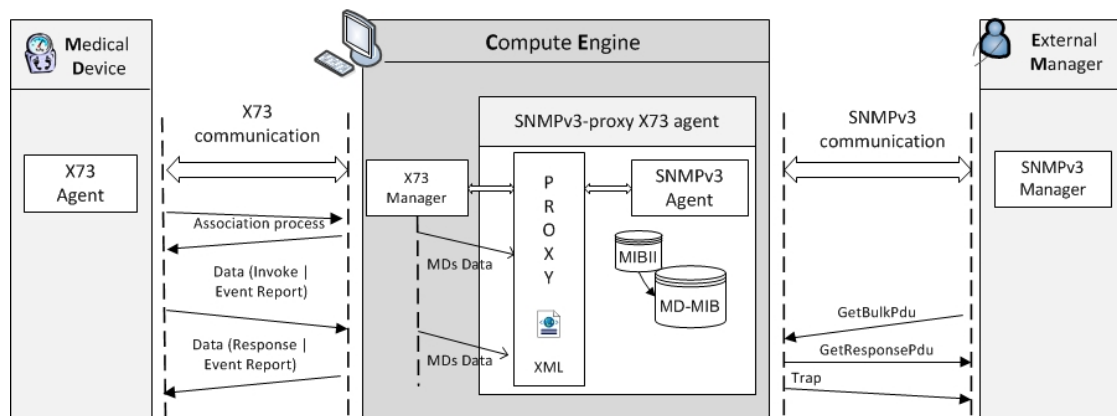 Medical
Device
Compute Engine
External
Manager
X73
communication
SNMPv3-proxy X73 agent
SNMPv3
communication
X73
Agent
X73
Manager
P
R
O
X
Y
XML
SNMPv3
Agent
SNMPv3
Manager
Association process
MDs Data
MIBII
MD-MIB
Data (Invoke |
Event Report)
GetBulkPdu
Data (Response |
Event Report)
MDs Data
GetResponsePdu
Trap